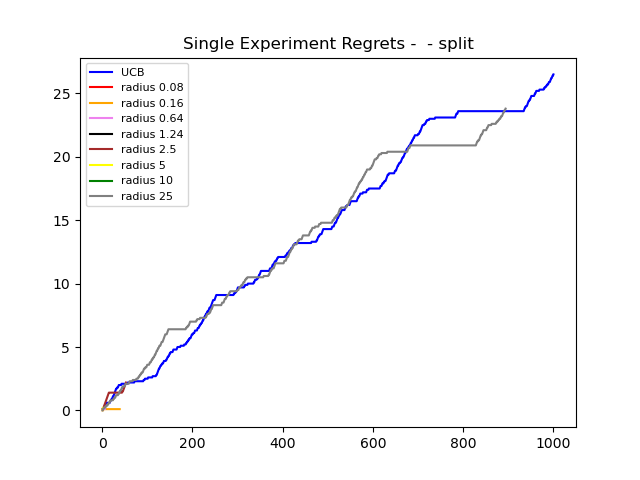 Single Experiment Regrets -  - split
UCB
radius 0.08
radius 0.16
radius 0.64
radius 1.24
radius 2.5
radius 5
radius 10
radius 25
25
20
15
10
5
0
0 200 400 600 800 1000